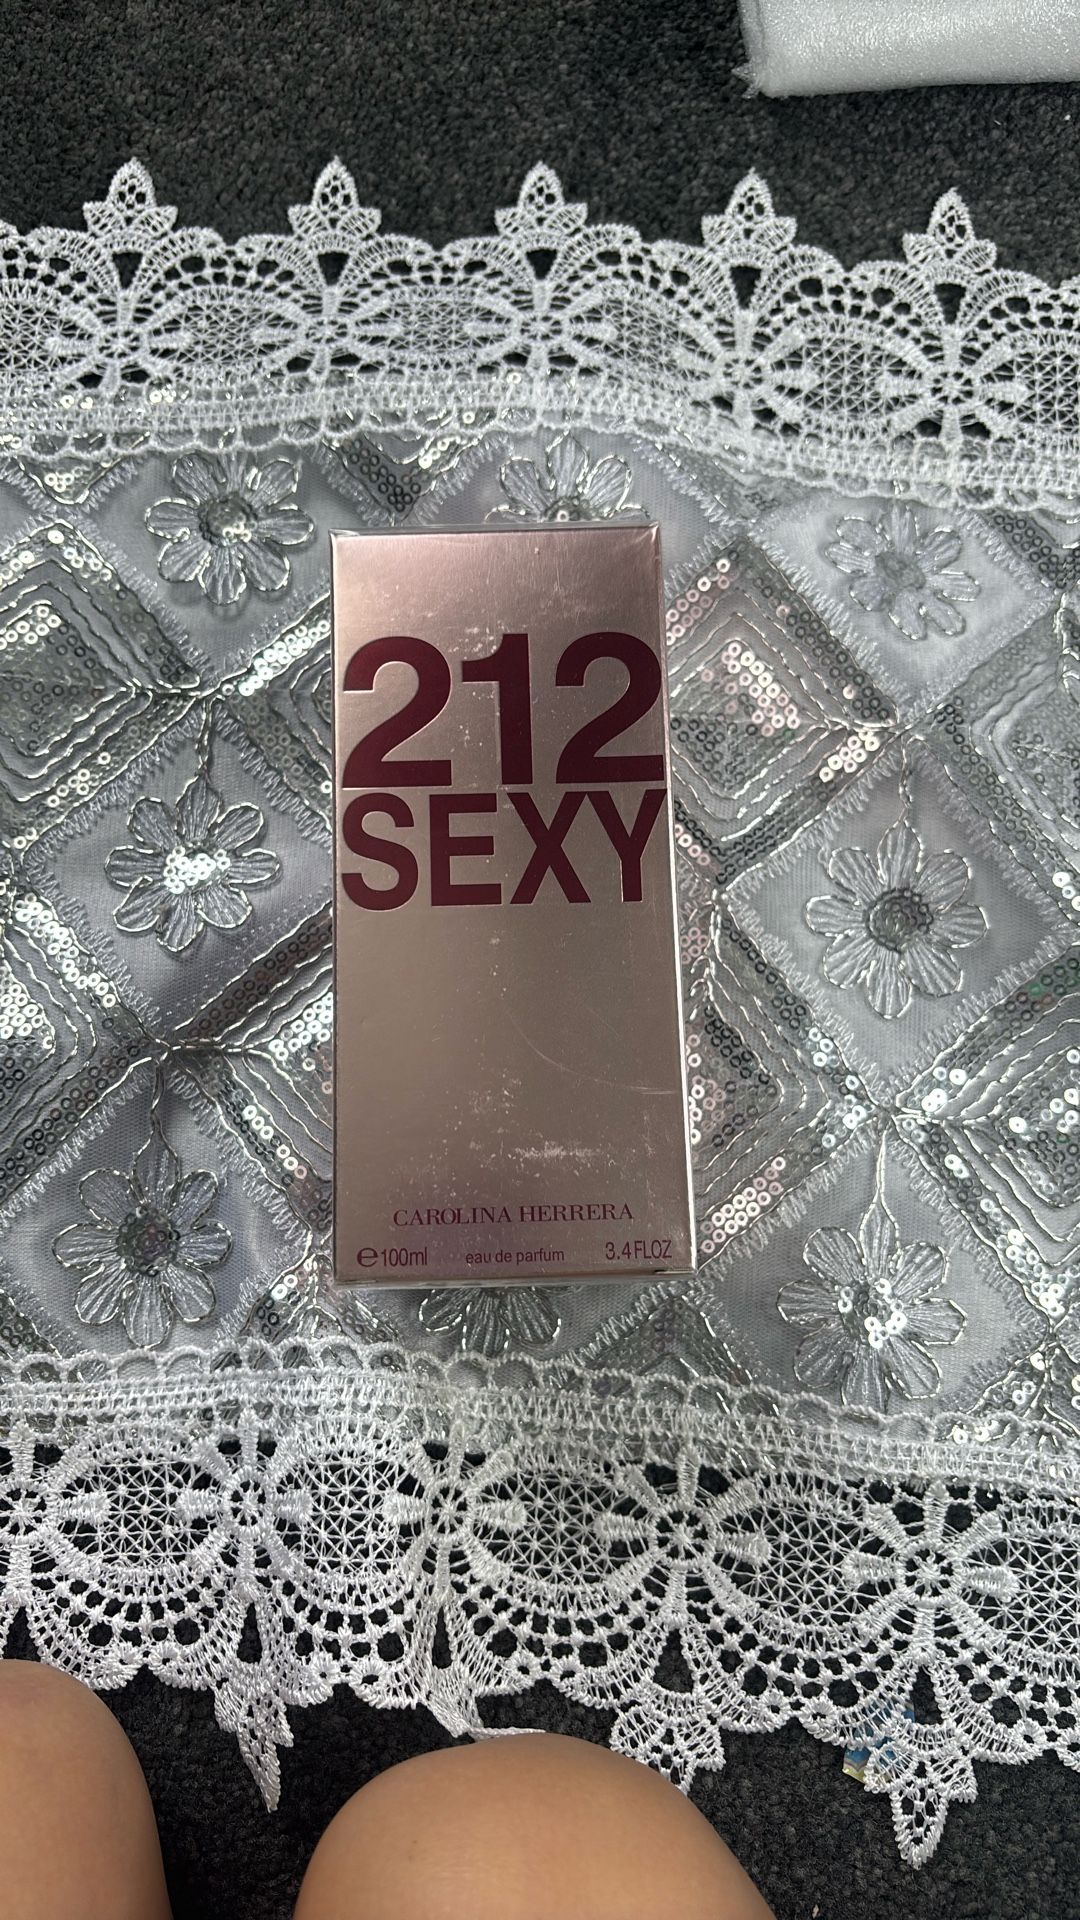 212
SEXY
CAROLINA HERRERA
℮100ml eau de parfum 3.4 FL OZ